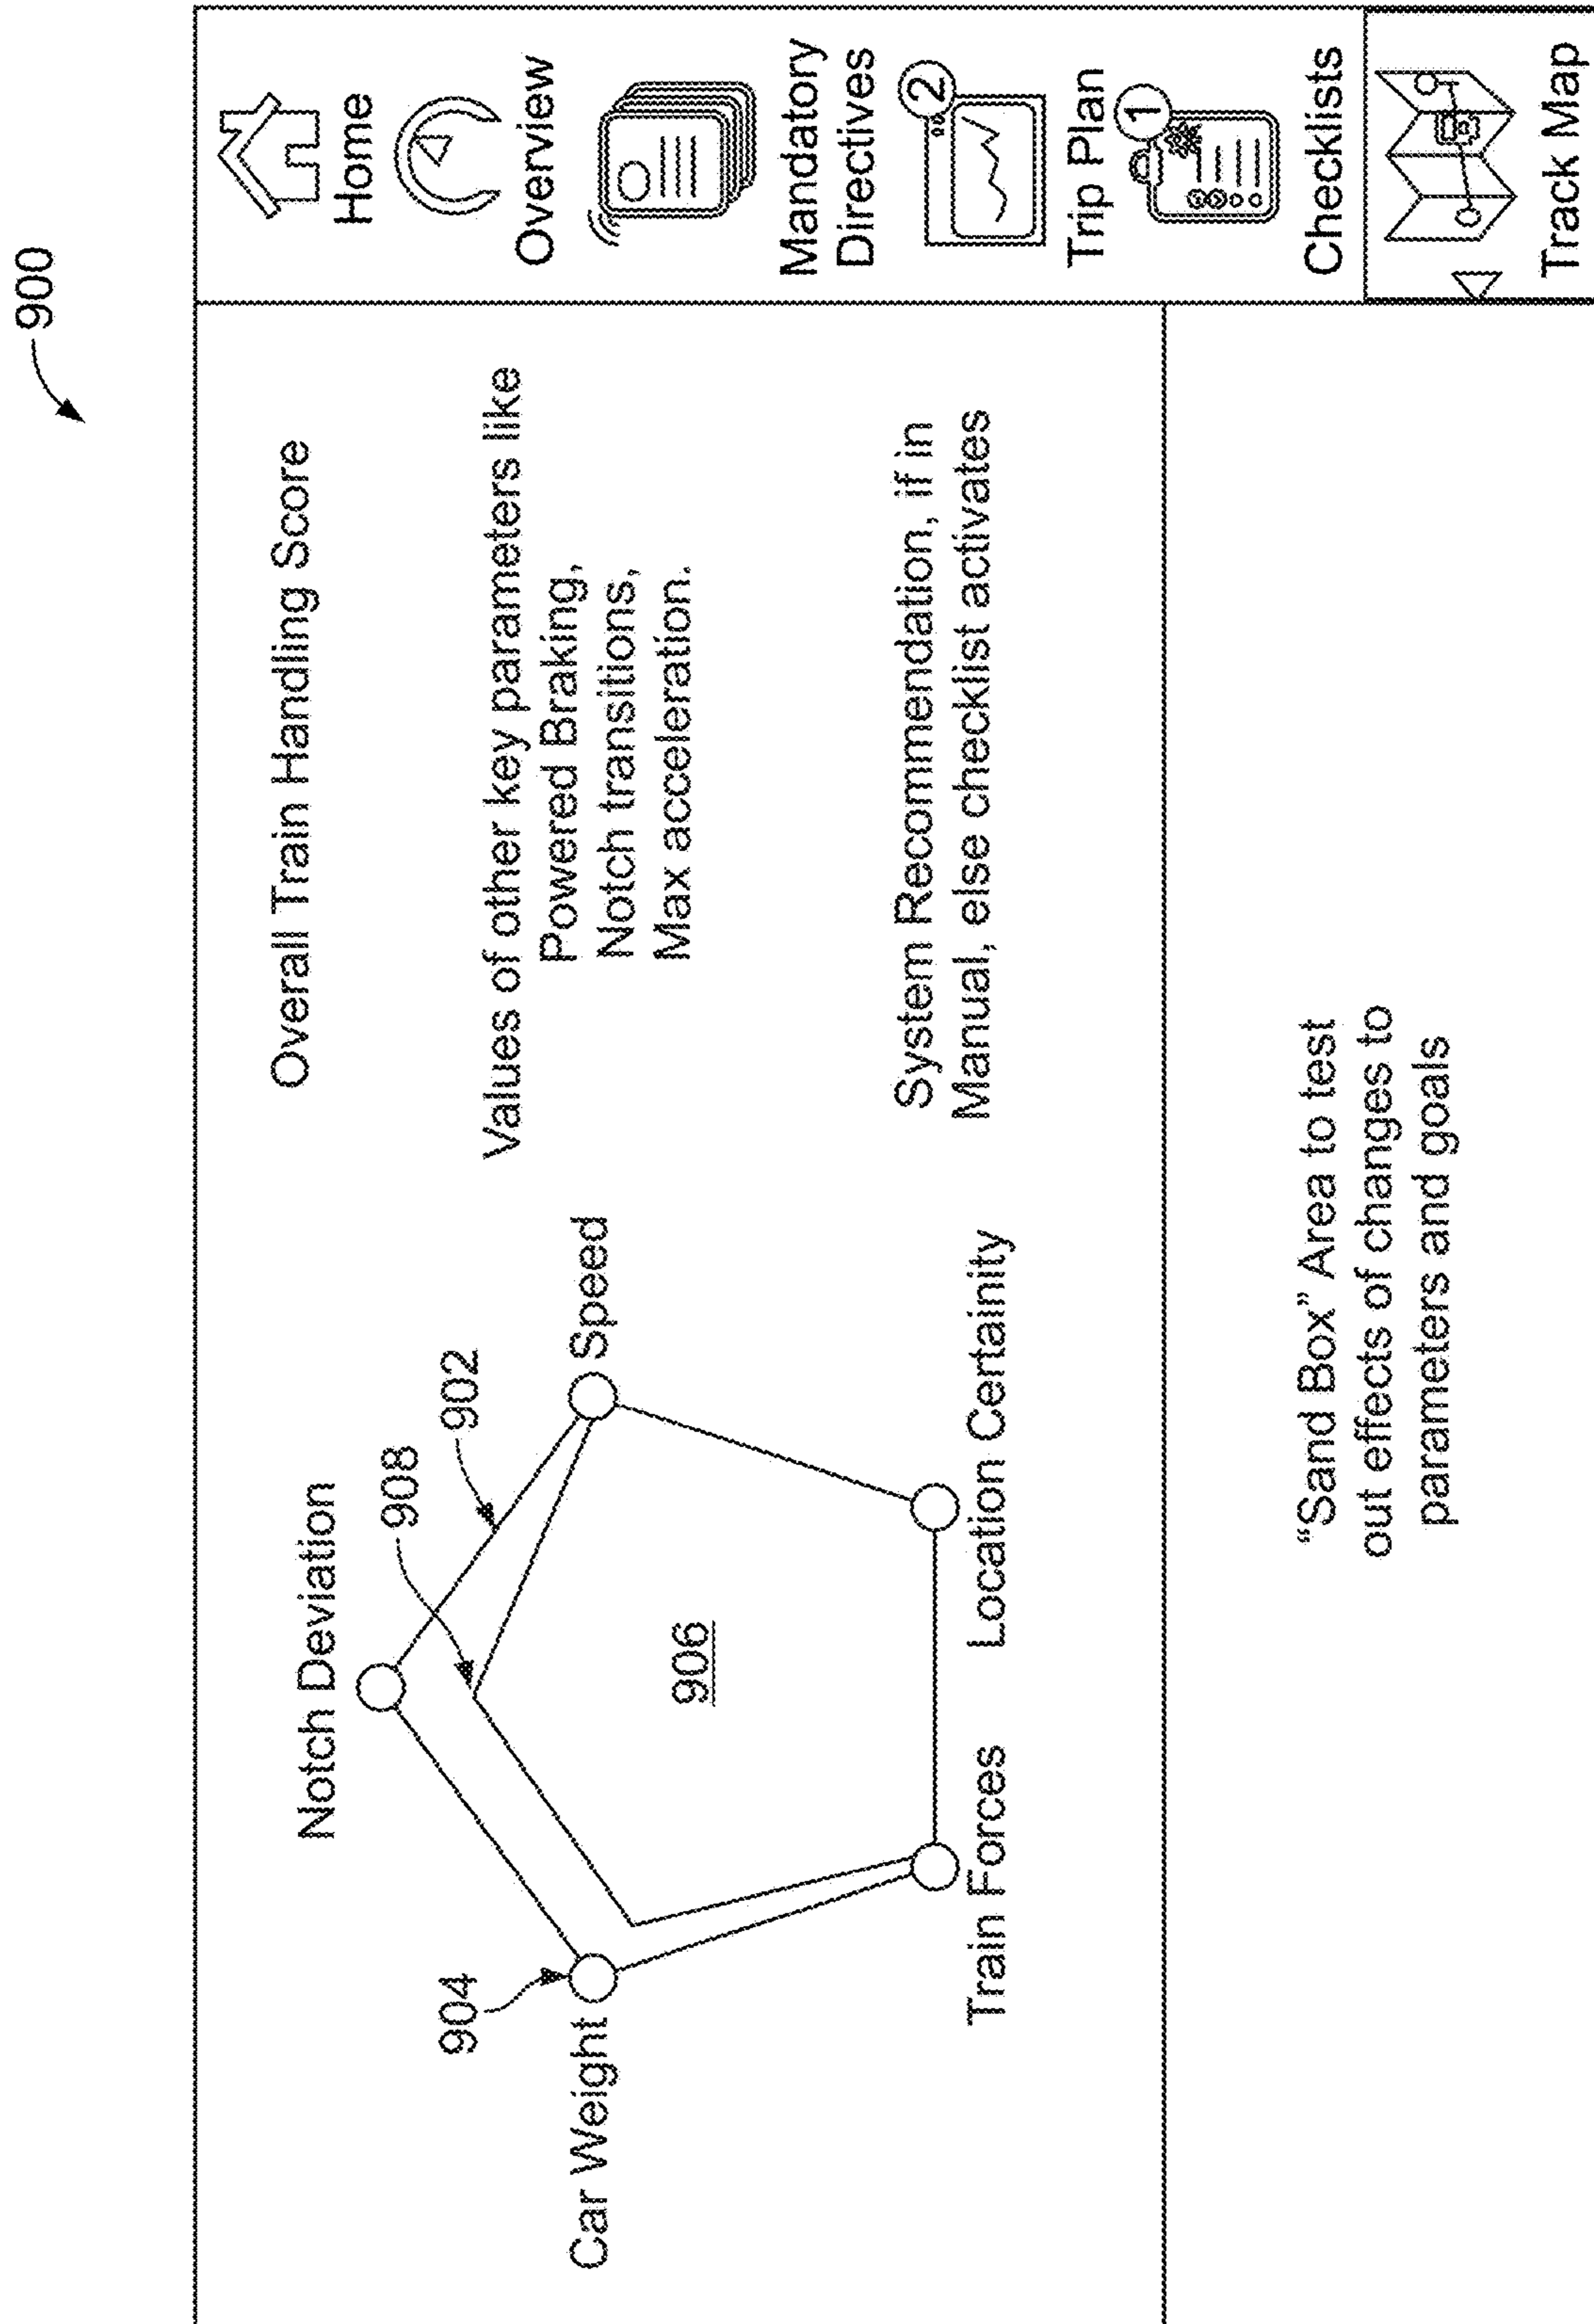 900
Notch Deviation
908
902
904
Car Weight
Speed
906
Train Forces
Location Certainity
Overall Train Handling Score
Values of other key parameters like
Powered Braking,
Notch transitions,
Max acceleration.
System Recommendation, if in
Manual, else checklist activates
“Sand Box” Area to test
out effects of changes to
parameters and goals
Home
Overview
Mandatory
Directives
2
Trip Plan
1
Checklists
Track Map